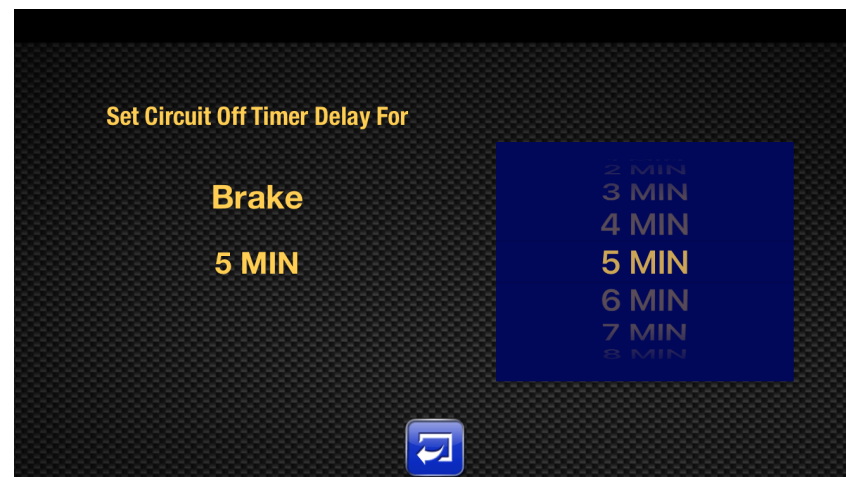 Set Circuit Off Timer Delay For
Brake
5 MIN
2 MIN
3 MIN
4 MIN
5 MIN
6 MIN
7 MIN
8 MIN